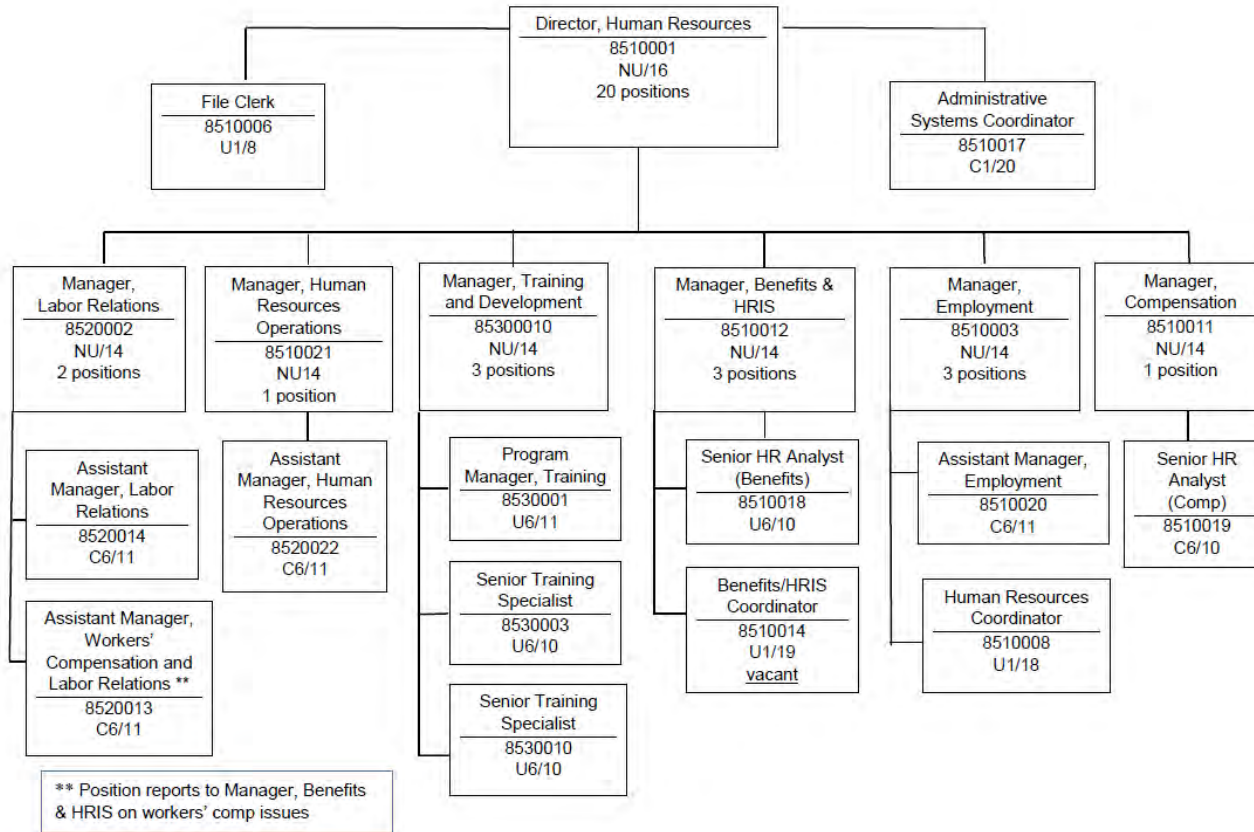 Director, Human Resources
8510001
NU/16
20 positions
File Clerk
8510006
U1/8
Administrative
Systems Coordinator
8510017
C1/20
Manager,
Labor Relations
8520002
NU/14
2 positions
Manager, Human
Resources
Operations
8510021
NU14
1 position
Manager, Training
and Development
85300010
NU/14
3 positions
Manager, Benefits &
HRIS
8510012
NU/14
3 positions
Manager,
Employment
8510003
NU/14
3 positions
Manager,
Compensation
8510011
NU/14
1 position
Assistant
Manager, Labor
Relations
8520014
C6/11
Assistant
Manager, Human
Resources
Operations
8520022
C6/11
Program
Manager, Training
8530001
U6/11
Senior HR Analyst
(Benefits)
8510018
U6/10
Assistant Manager,
Employment
8510020
C6/11
Senior HR
Analyst
(Comp)
8510019
C6/10
Assistant Manager,
Workers’
Compensation and
Labor Relations **
8520013
C6/11
Senior Training
Specialist
8530003
U6/10
Benefits/HRIS
Coordinator
8510014
U1/19
vacant
Human Resources
Coordinator
8510008
U1/18
Senior Training
Specialist
8530010
U6/10
** Position reports to Manager, Benefits
& HRIS on workers’ comp issues